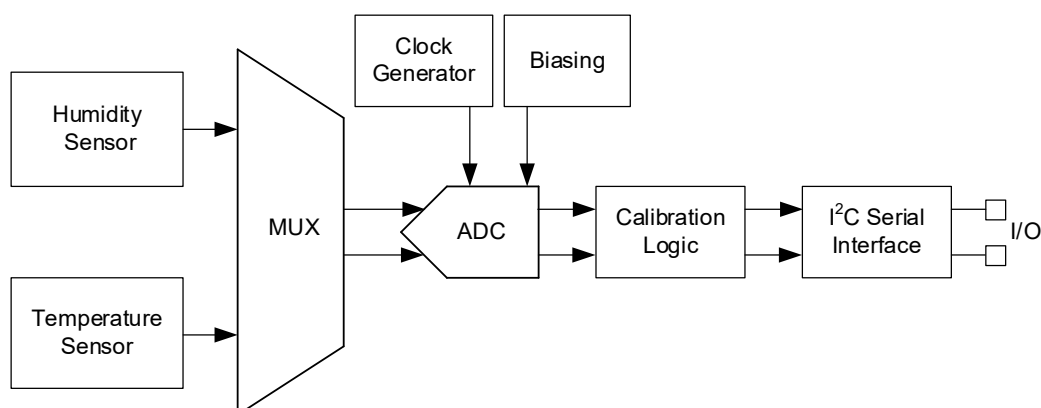 Clock
Generator
Biasing
Humidity
Sensor
MUX
ADC
Calibration
Logic
I²C Serial
Interface
I/O
Temperature
Sensor